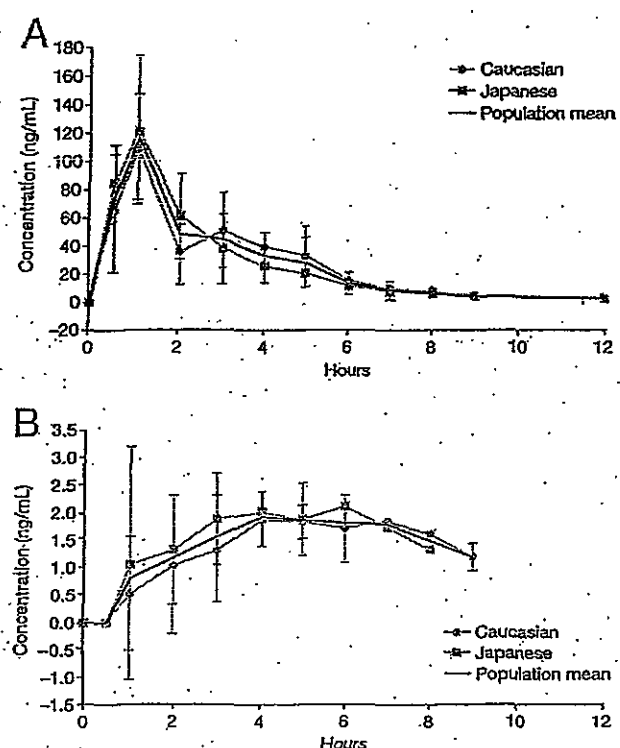 A
180
160
140
120
100
80
60
40
20
0
−20
Concentration (ng/mL)
Caucasian
Japanese
Population mean
0 2 4 6 8 10 12
Hours
B
3.5
3.0
2.5
2.0
1.5
1.0
0.5
0.0
−0.5
−1.0
−1.5
Concentration (ng/mL)
Caucasian
Japanese
Population mean
0 2 4 6 8 10 12
Hours